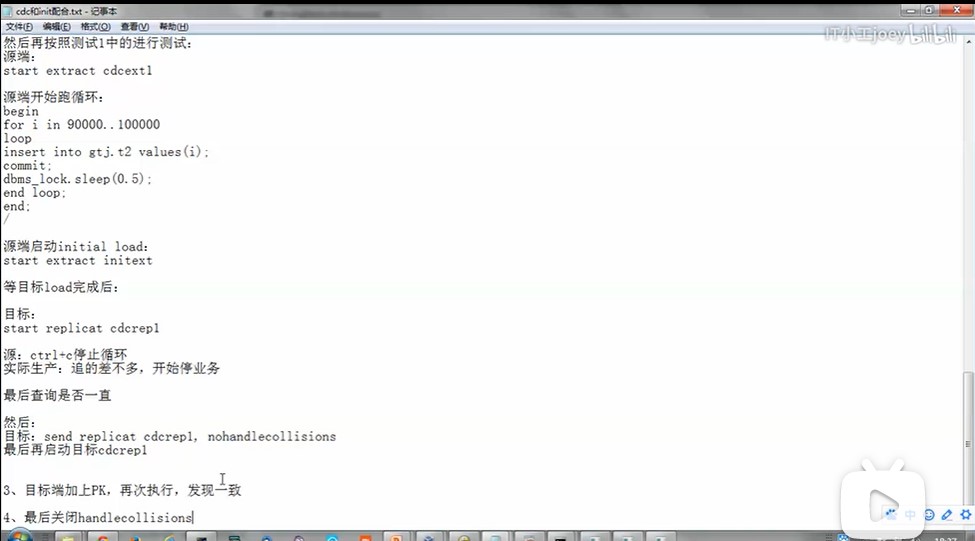 cdc和init配合.txt - 记事本
文件(F) 编辑(E) 格式(O) 查看(V) 帮助(H)
IT小工joey bilibili
然后再按照测试1中的进行测试：
源端：
start extract cdcext1
源端开始跑循环：
begin
for i in 90000..100000
loop
insert into gtj.t2 values(i);
commit;
dbms_lock.sleep(0.5);
end loop;
end;
/
源端启动initial load：
start extract initext
等目标load完成后：
目标：
start replicat cdcrep1
源：ctrl+c停止循环
实际生产：追的差不多，开始停业务
最后查询是否一直
然后：
目标：send replicat cdcrep1, nohandlecollisions
最后再启动目标cdcrep1
3、目标端加上PK，再次执行，发现一致
4、最后关闭handlecollisions
中